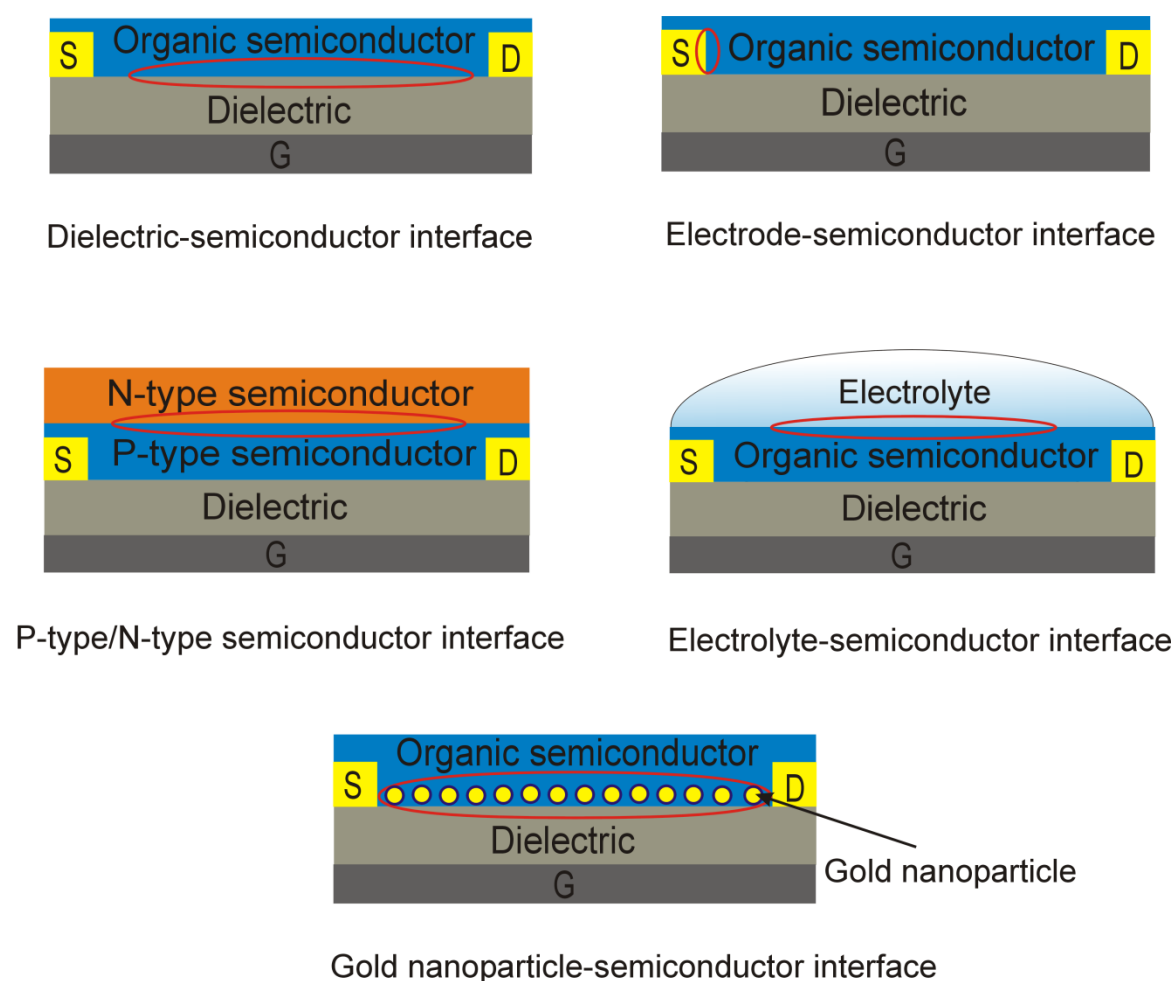 Organic semiconductor
S
D
Dielectric
G
Dielectric-semiconductor interface
Organic semiconductor
S
D
Dielectric
G
Electrode-semiconductor interface
N-type semiconductor
S
P-type semiconductor
D
Dielectric
G
P-type/N-type semiconductor interface
Electrolyte
S
Organic semiconductor
D
Dielectric
G
Electrolyte-semiconductor interface
Organic semiconductor
S
D
Dielectric
G
Gold nanoparticle
Gold nanoparticle-semiconductor interface